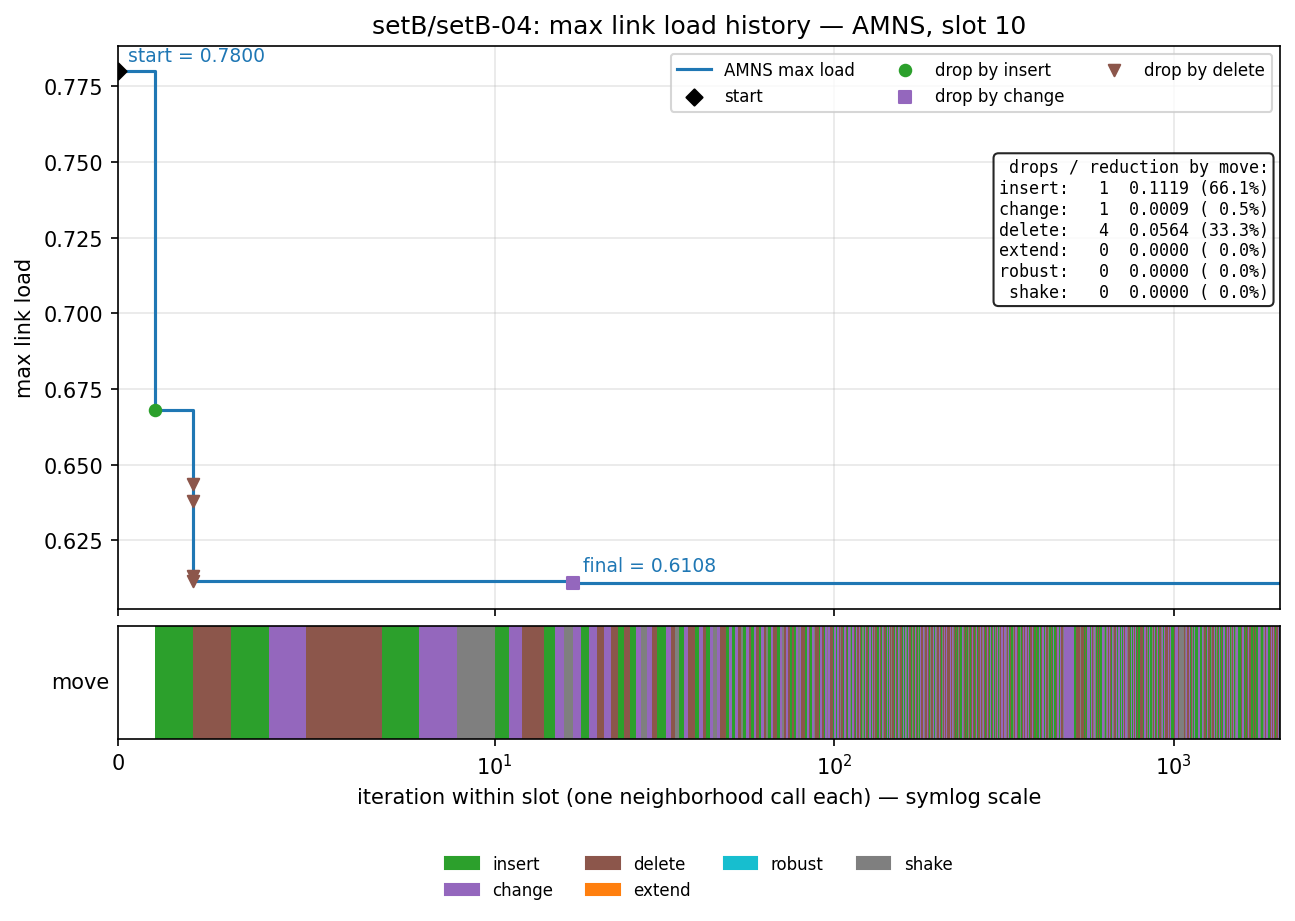 setB/setB-04: max link load history — AMNS, slot 10
start = 0.7800
AMNS max load
start
drop by insert
drop by change
drop by delete
drops / reduction by move:
insert:   1  0.1119 (66.1%)
change:   1  0.0009 ( 0.5%)
delete:   4  0.0564 (33.3%)
extend:   0  0.0000 ( 0.0%)
robust:   0  0.0000 ( 0.0%)
shake:   0  0.0000 ( 0.0%)
max link load
0.775
0.750
0.725
0.700
0.675
0.650
0.625
final = 0.6108
move
0
10¹
10²
10³
iteration within slot (one neighborhood call each) — symlog scale
insert
change
delete
extend
robust
shake